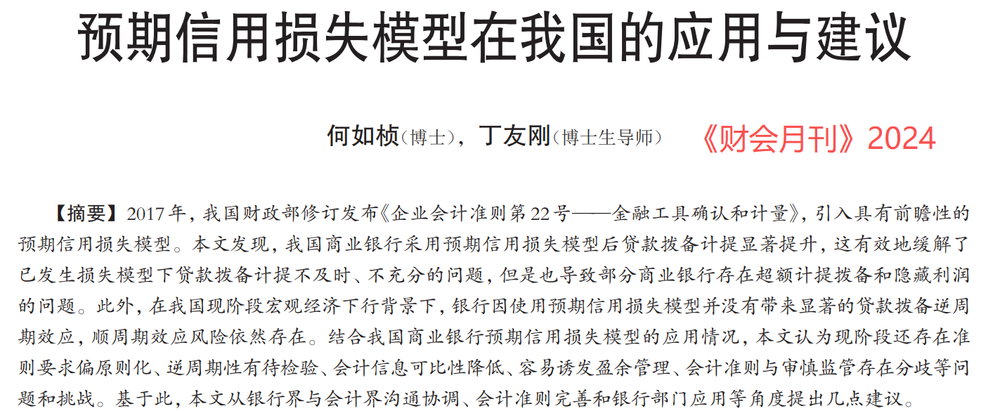 预期信用损失模型在我国的应用与建议
何如桢(博士), 丁友刚(博士生导师) 《财会月刊》2024
【摘要】2017年, 我国财政部修订发布《企业会计准则第22号——金融工具确认和计量》, 引入具有前瞻性的
预期信用损失模型。本文发现, 我国商业银行采用预期信用损失模型后贷款拨备计提显著提升, 这有效地缓解了
已发生损失模型下贷款拨备计提不及时、不充分的问题, 但是也导致部分商业银行存在超额计提拨备和隐藏利润
的问题。此外, 在我国现阶段宏观经济下行背景下, 银行因使用预期信用损失模型并没有带来显著的贷款拨备逆周
期效应, 顺周期效应风险依然存在。结合我国商业银行预期信用损失模型的应用情况, 本文认为现阶段还存在准
则要求偏原则化、逆周期性有待检验、会计信息可比性降低、容易诱发盈余管理、会计准则与审慎监管存在分歧等问
题和挑战。基于此, 本文从银行界与会计界沟通协调、会计准则完善和银行部门应用等角度提出几点建议。